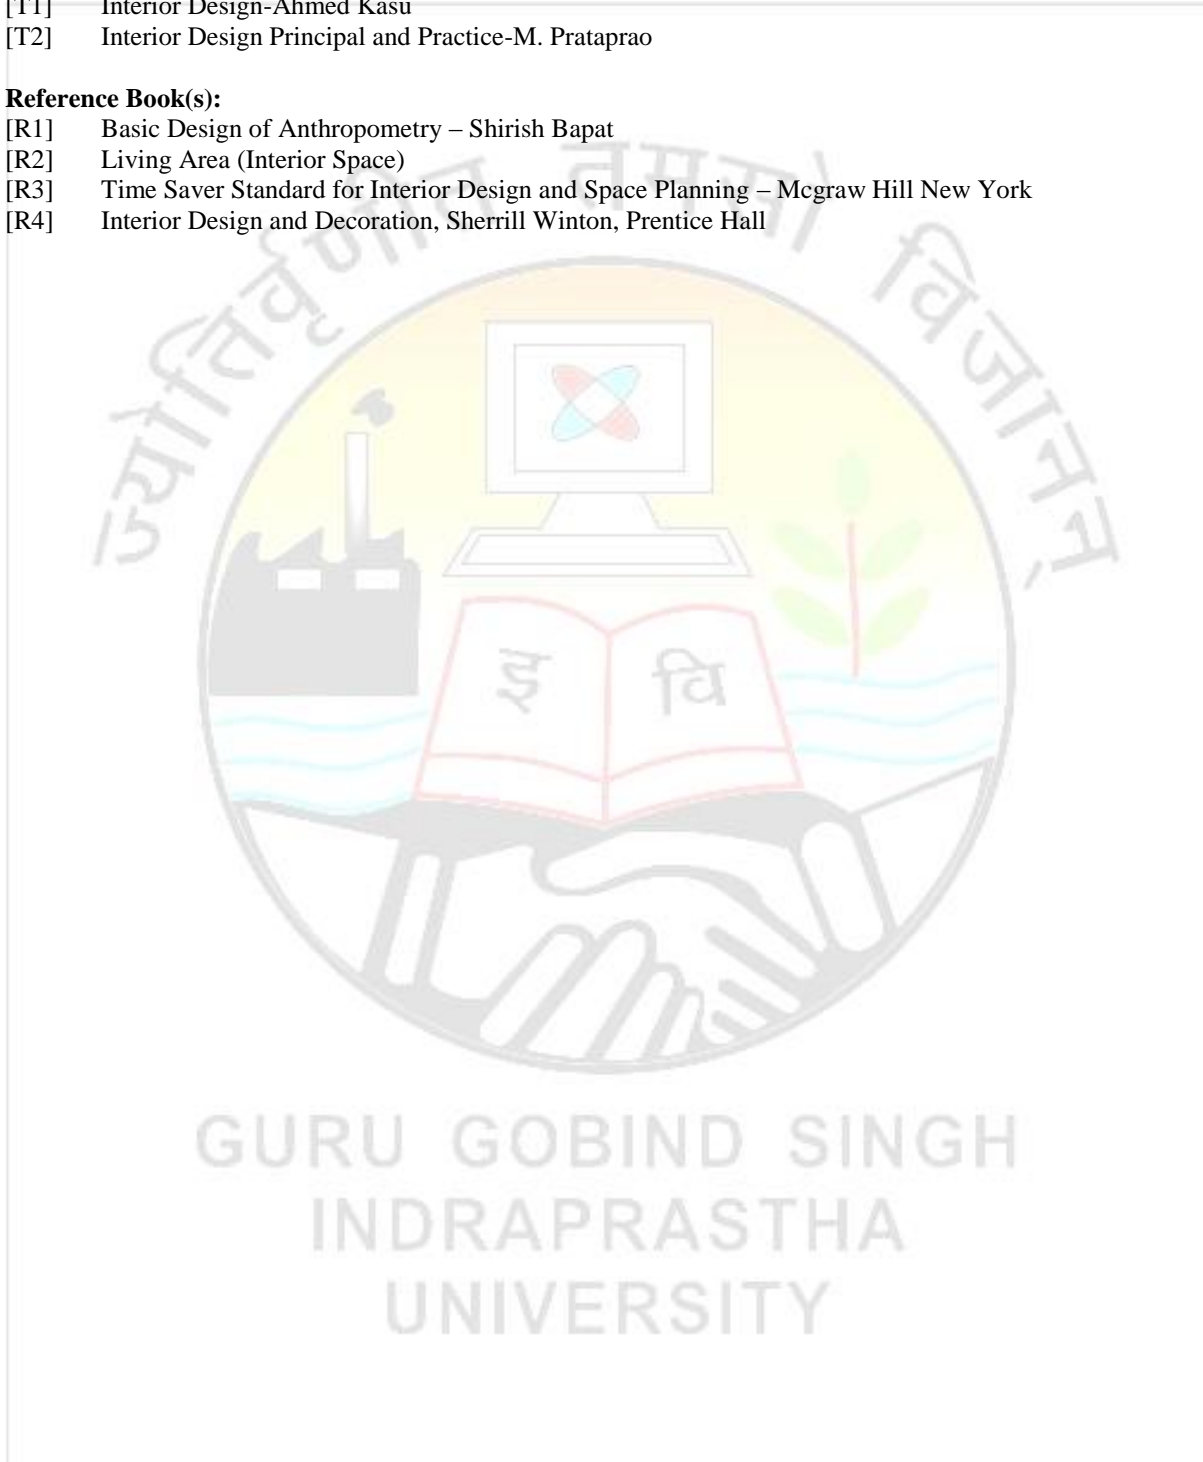 [T1] Interior Design-Ahmed Kasu
[T2] Interior Design Principal and Practice-M. Prataprao
Reference Book(s):
[R1] Basic Design of Anthropometry – Shirish Bapat
[R2] Living Area (Interior Space)
[R3] Time Saver Standard for Interior Design and Space Planning – Mcgraw Hill New York
[R4] Interior Design and Decoration, Sherrill Winton, Prentice Hall
ज्योतिवृणीत तमसो विजानन
इ वि
GURU GOBIND SINGH
INDRAPRASTHA
UNIVERSITY